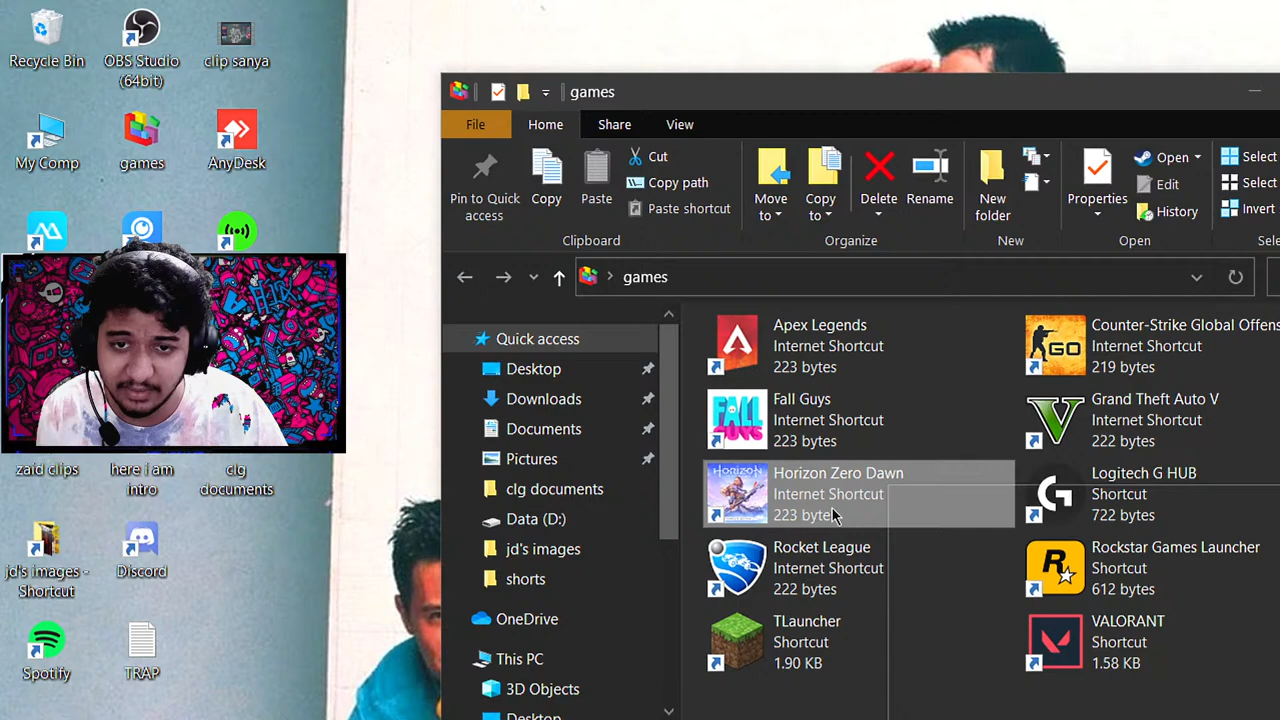 Recycle Bin
OBS Studio
(64bit)
clip sanya
My Comp
games
AnyDesk
zaid clips
here i am
intro
clg
documents
jd's images -
Shortcut
Discord
Spotify
TRAP
games
File
Home
Share
View
Pin to Quick
access
Copy
Paste
Cut
Copy path
Paste shortcut
Clipboard
Move
to
Copy
to
Delete
Rename
Organize
New
folder
New
Properties
Open
Edit
History
Open
Select
Select
Invert
Sele
games
Quick access
Desktop
Downloads
Documents
Pictures
clg documents
Data (D:)
jd's images
shorts
OneDrive
This PC
3D Objects
Desktop
Apex Legends
Internet Shortcut
223 bytes
Counter-Strike Global Offens
Internet Shortcut
219 bytes
Fall Guys
Internet Shortcut
223 bytes
Grand Theft Auto V
Internet Shortcut
222 bytes
Horizon Zero Dawn
Internet Shortcut
223 bytes
Logitech G HUB
Shortcut
722 bytes
Rocket League
Internet Shortcut
222 bytes
Rockstar Games Launcher
Shortcut
612 bytes
TLauncher
Shortcut
1.90 KB
VALORANT
Shortcut
1.58 KB
GO
FALL
GUYS
HORIZON